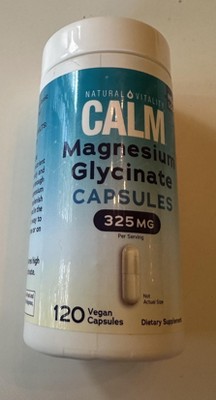 NATURAL VITALITY
CALM
Magnesium
Glycinate
CAPSULES
325 MG
Per Serving
Not
Actual Size
120 Vegan
Capsules
Dietary Supplement